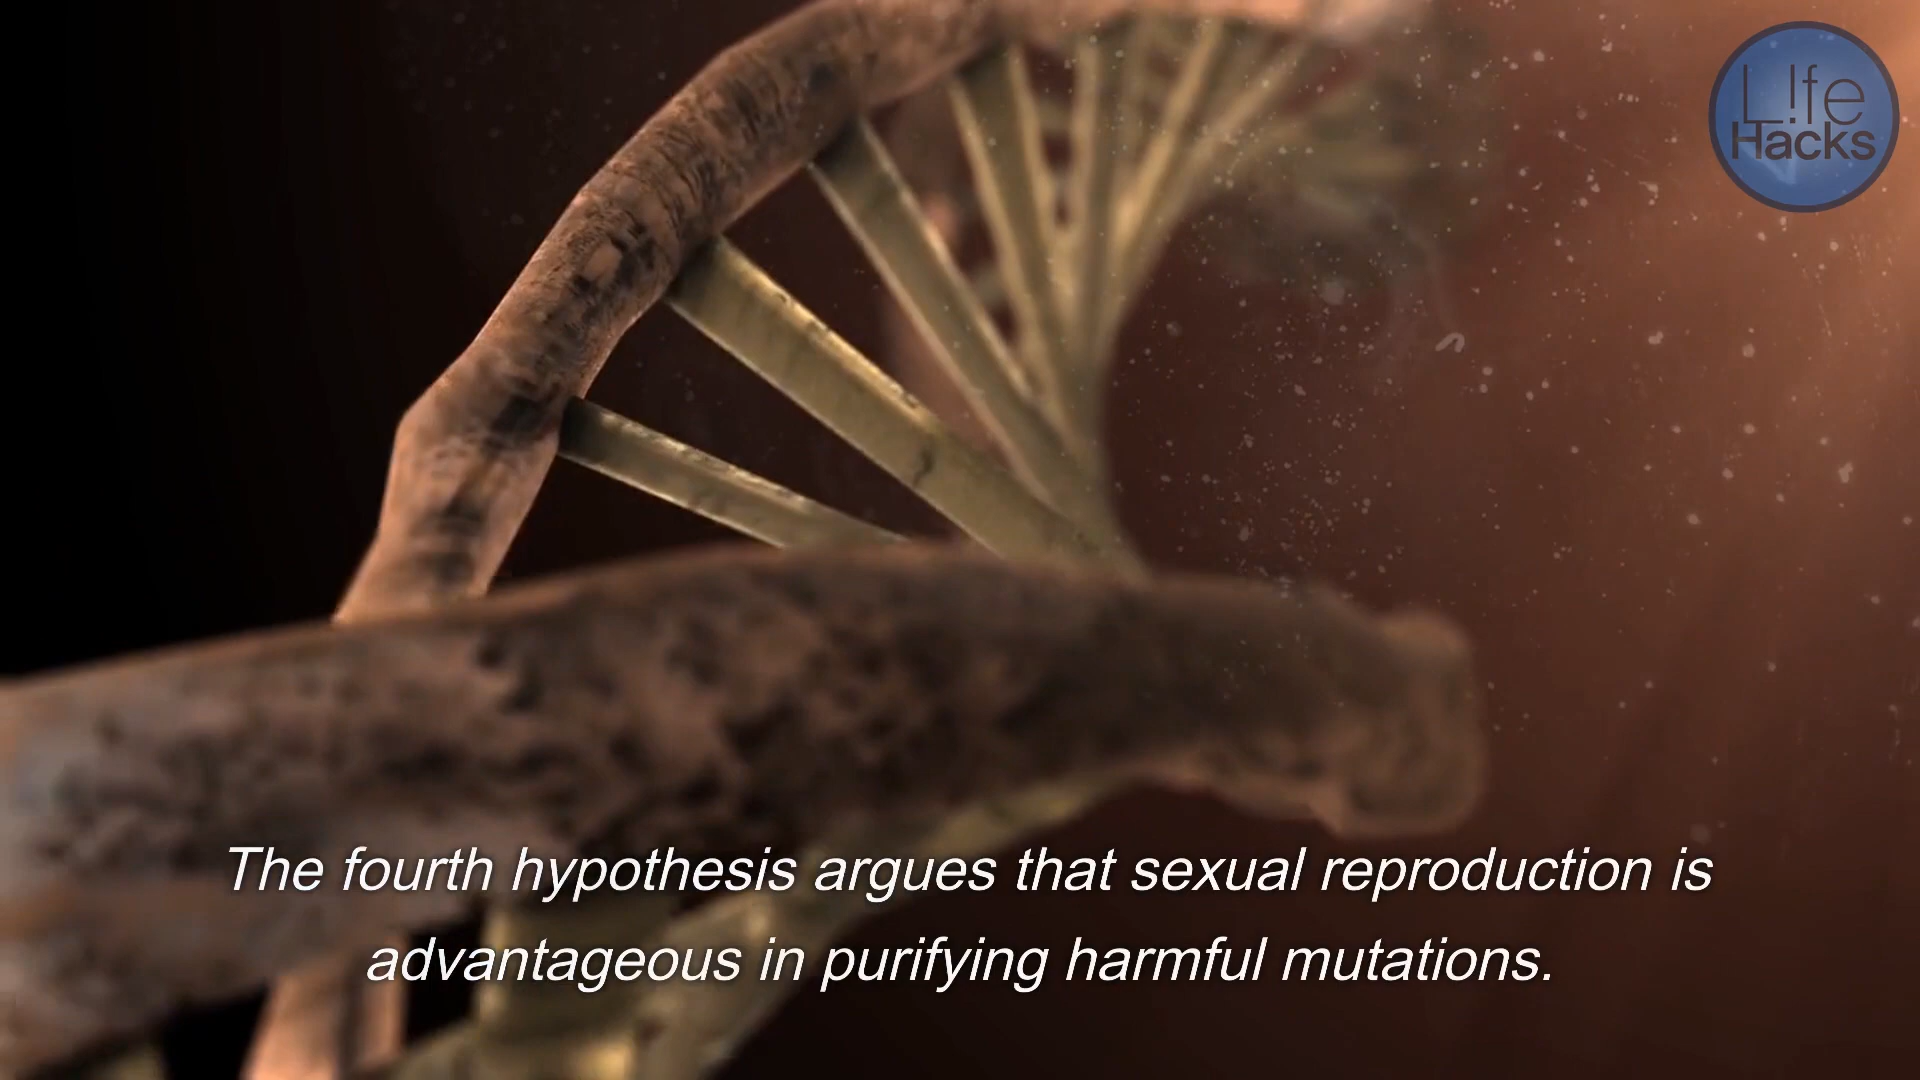 L!fe
Hacks
The fourth hypothesis argues that sexual reproduction is
advantageous in purifying harmful mutations.